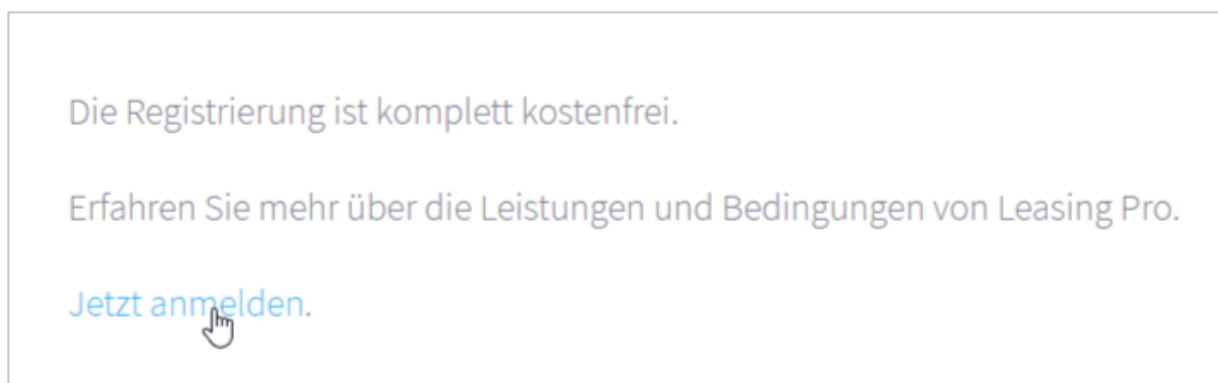 Die Registrierung ist komplett kostenfrei.
Erfahren Sie mehr über die Leistungen und Bedingungen von Leasing Pro.
Jetzt anmelden.